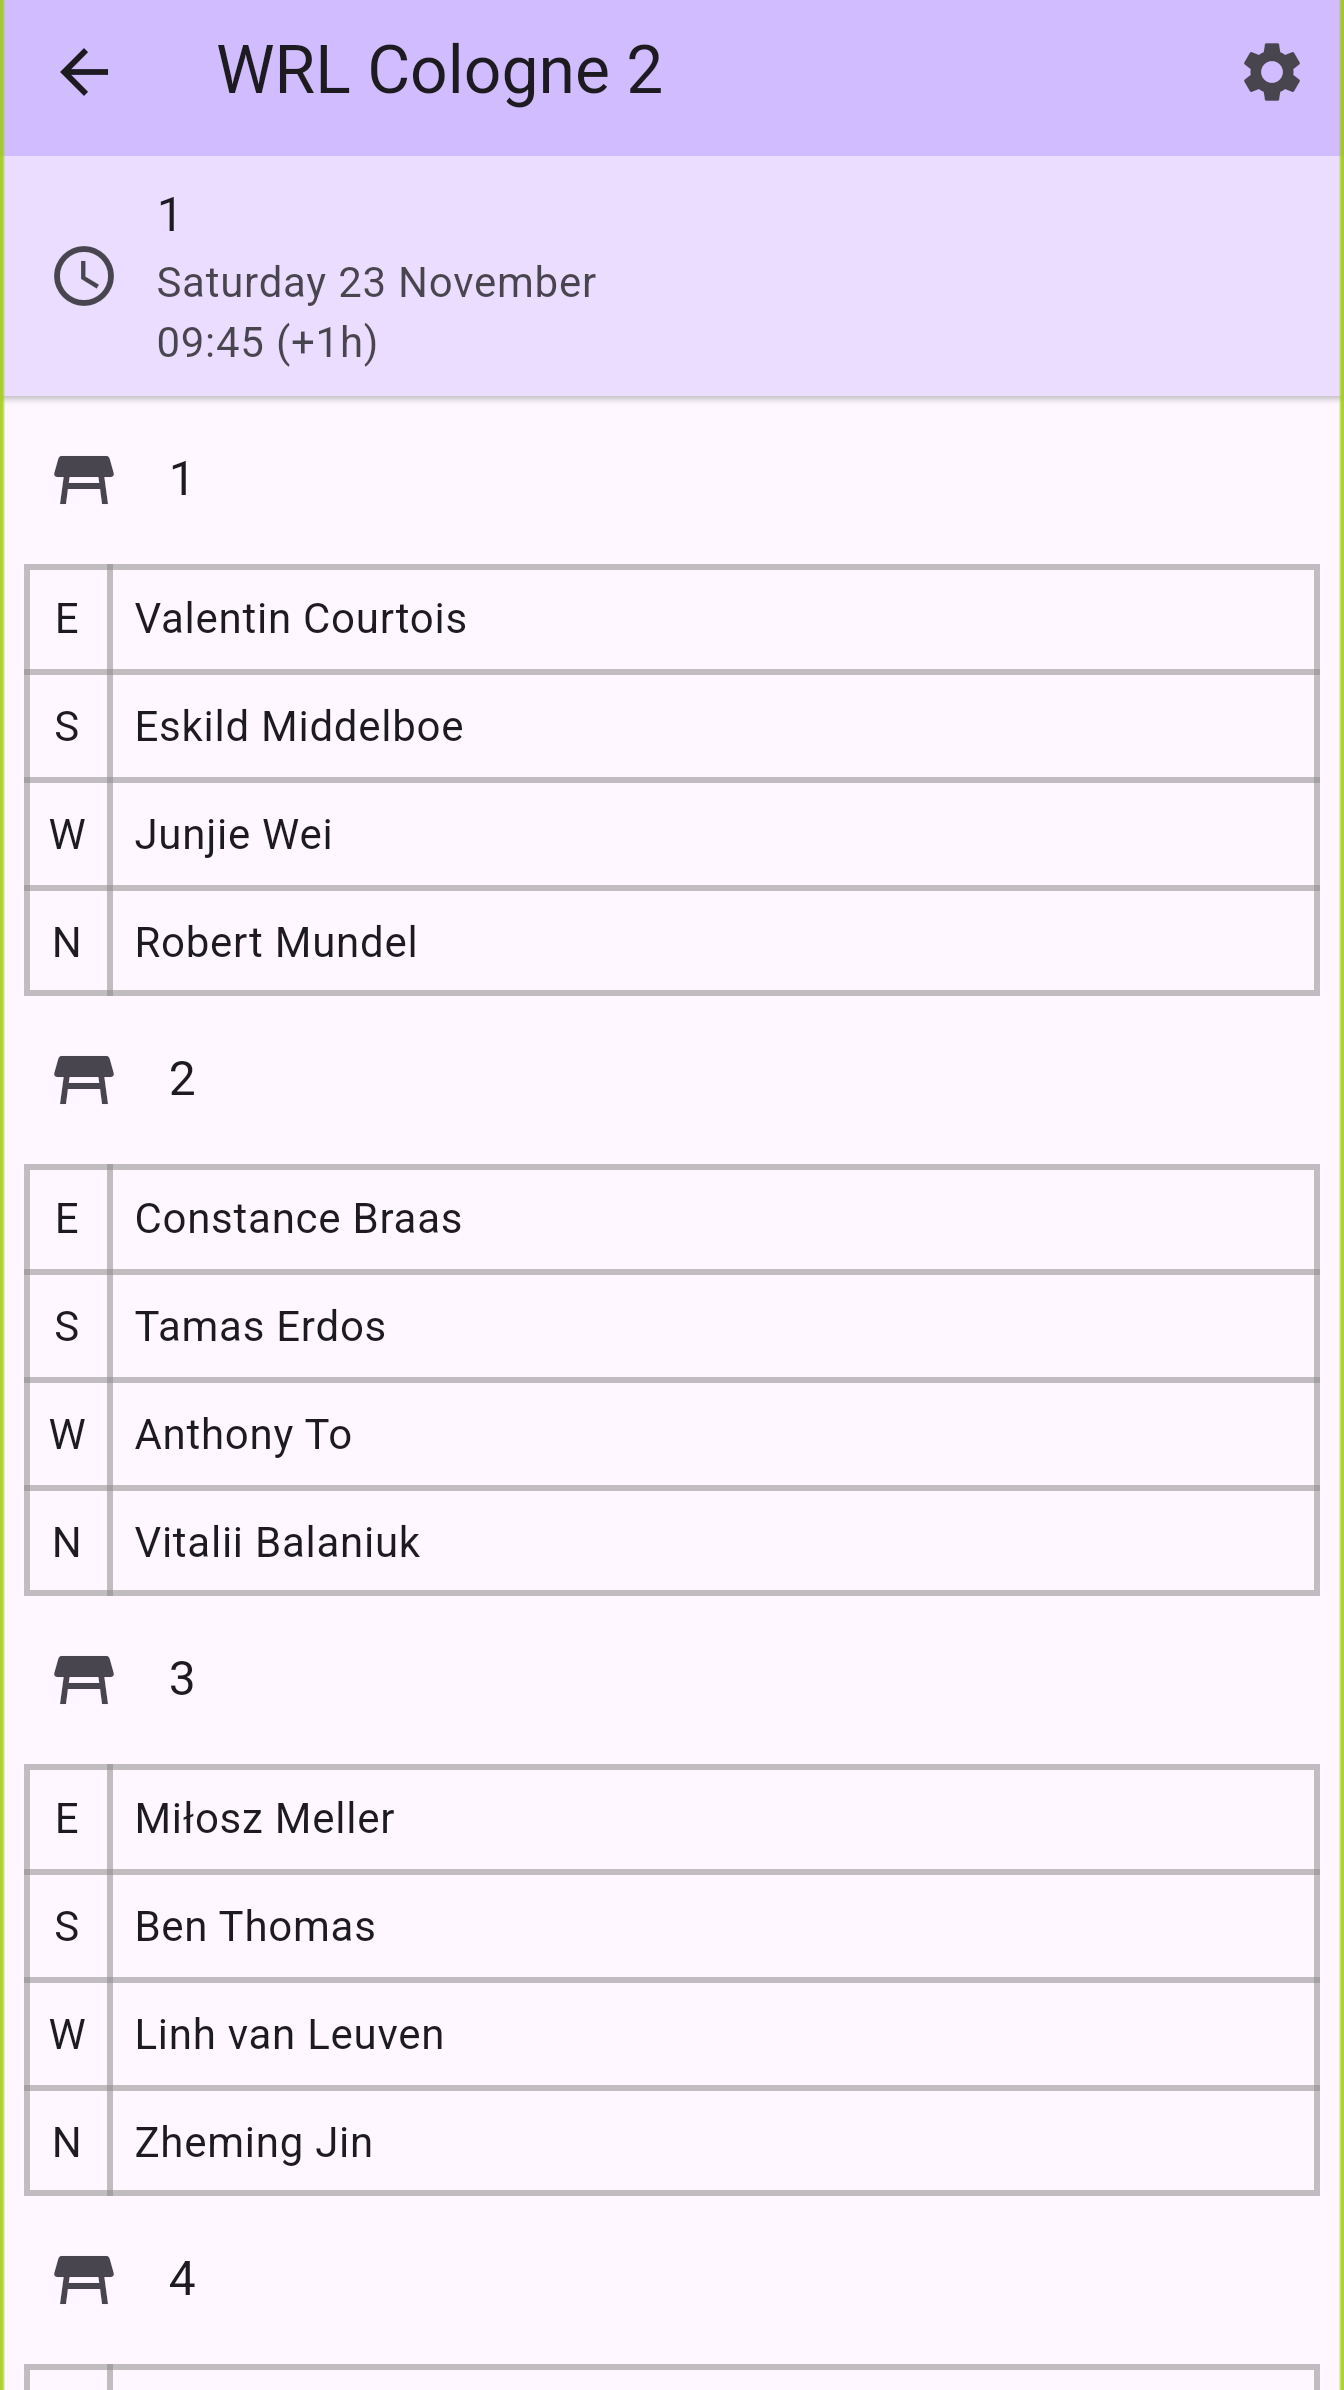 WRL Cologne 2
1
Saturday 23 November
09:45 (+1h)
1
E Valentin Courtois
S Eskild Middelboe
W Junjie Wei
N Robert Mundel
2
E Constance Braas
S Tamas Erdos
W Anthony To
N Vitalii Balaniuk
3
E Miłosz Meller
S Ben Thomas
W Linh van Leuven
N Zheming Jin
4